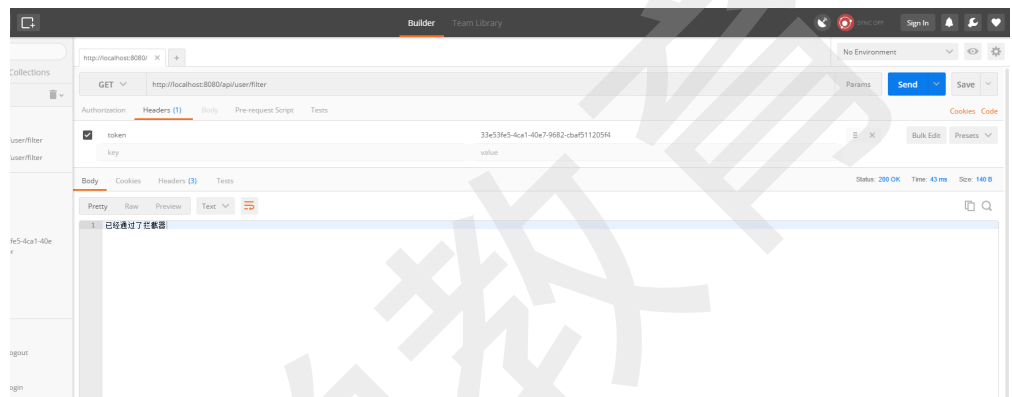 Builder Team Library SYNC OFF Sign In
http://localhost:8080/ × + No Environment
Collections
GET http://localhost:8080/api/user/filter Params Send Save
Authorization Headers (1) Body Pre-request Script Tests Cookies Code
token 33e53fe5-4ca1-40e7-9682-cbaf511205f4 Bulk Edit Presets
/user/filter
key value
/user/filter
Body Cookies Headers (3) Tests Status: 200 OK Time: 43 ms Size: 140 B
Pretty Raw Preview Text
1 已经通过了拦截器
fe5-4ca1-40e
r
ogout
ogin
教育